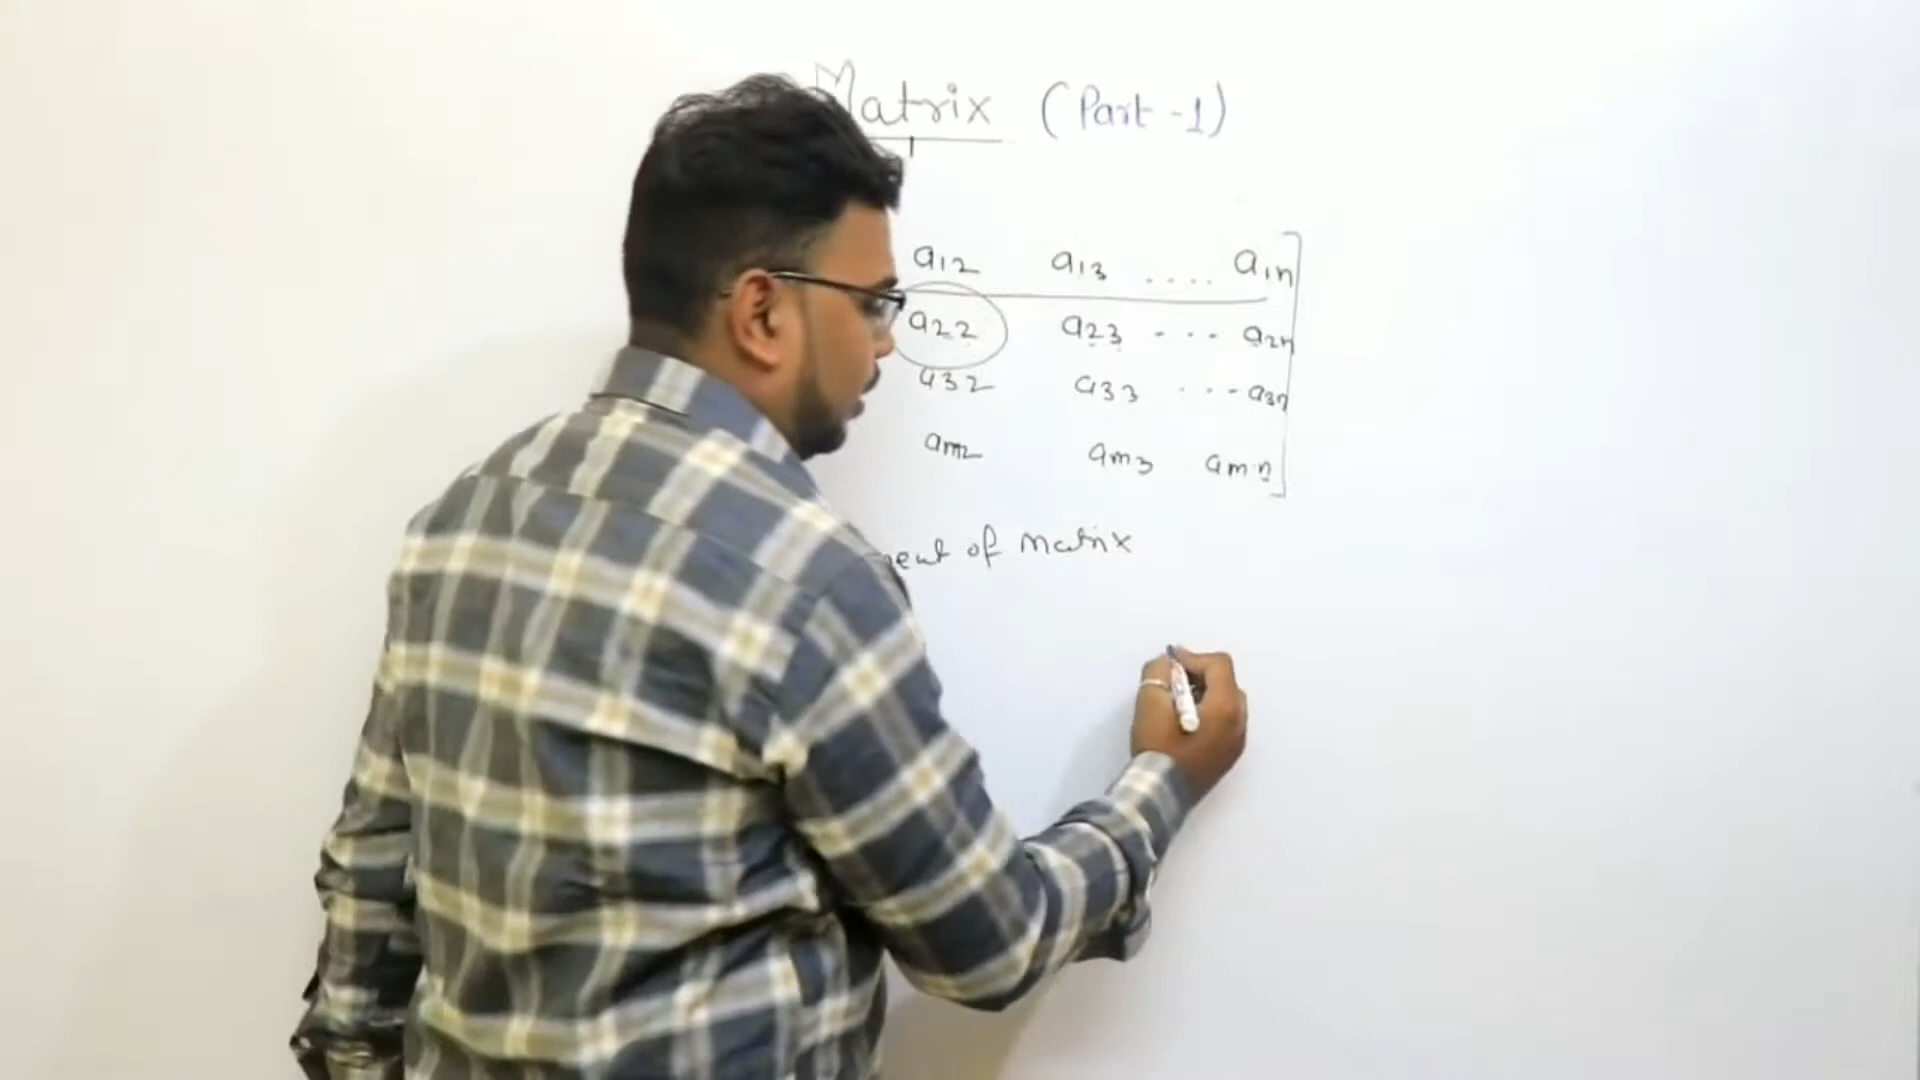 Matrix (Part -1)
a12 a13 .... a1n
a22 a23 - - - a2n
a32 a33 - - - a3n
am2 am3 amn
of matrix